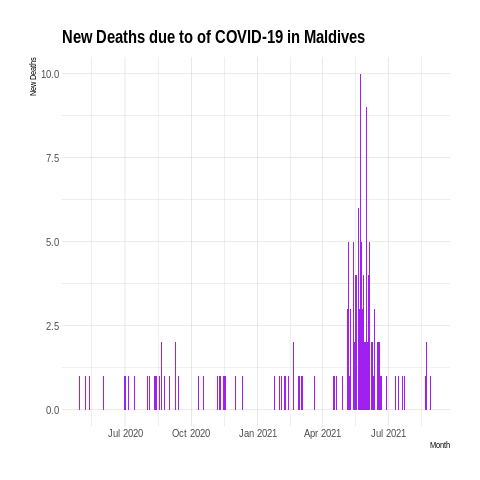 New Deaths due to of COVID-19 in Maldives
New Deaths
10.0
7.5
5.0
2.5
0.0
Jul 2020 Oct 2020 Jan 2021 Apr 2021 Jul 2021
Month